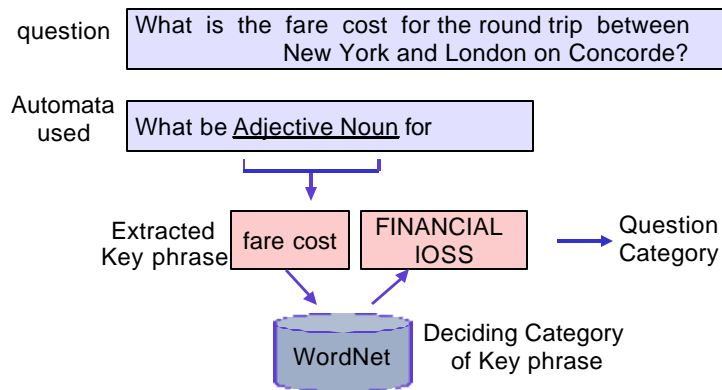 question
What is the fare cost for the round trip between
New York and London on Concorde?
Automata
used
What be Adjective Noun for
Extracted
Key phrase
fare cost
FINANCIAL
lOSS
Question
Category
WordNet
Deciding Category
of Key phrase